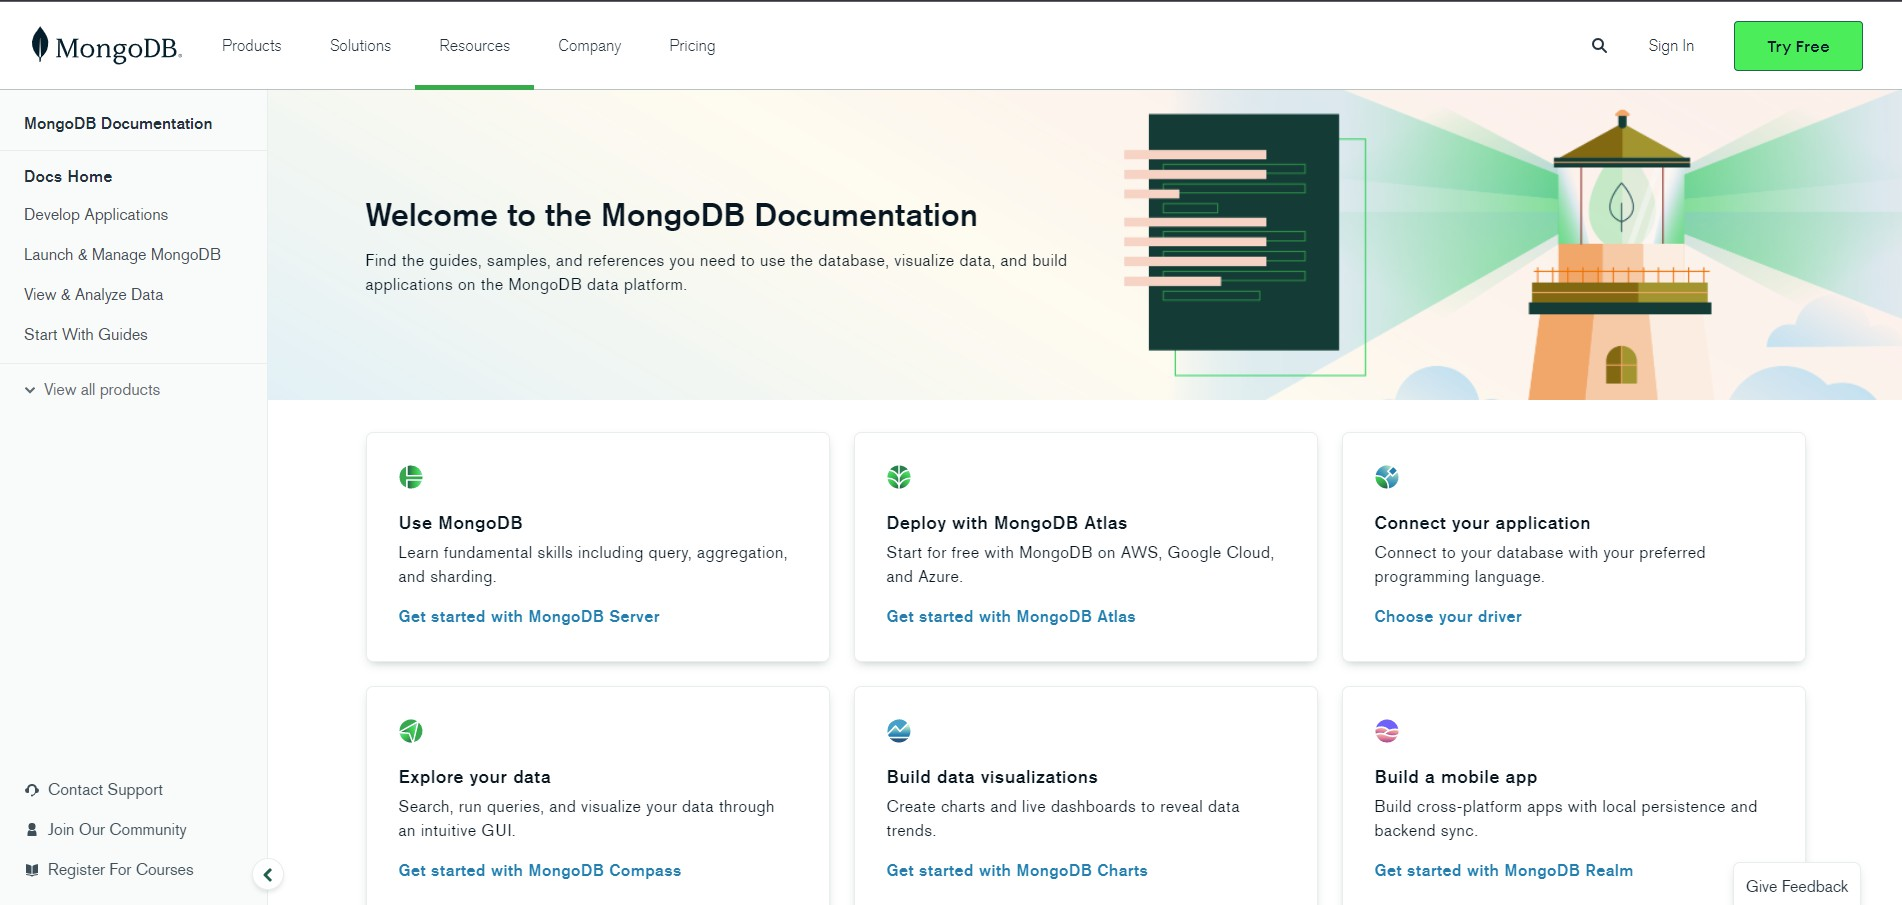 MongoDB.
Products
Solutions
Resources
Company
Pricing
Sign In
Try Free
MongoDB Documentation
Docs Home
Develop Applications
Launch & Manage MongoDB
View & Analyze Data
Start With Guides
View all products
Contact Support
Join Our Community
Register For Courses
Welcome to the MongoDB Documentation
Find the guides, samples, and references you need to use the database, visualize data, and build
applications on the MongoDB data platform.
Use MongoDB
Learn fundamental skills including query, aggregation,
and sharding.
Get started with MongoDB Server
Deploy with MongoDB Atlas
Start for free with MongoDB on AWS, Google Cloud,
and Azure.
Get started with MongoDB Atlas
Connect your application
Connect to your database with your preferred
programming language.
Choose your driver
Explore your data
Search, run queries, and visualize your data through
an intuitive GUI.
Get started with MongoDB Compass
Build data visualizations
Create charts and live dashboards to reveal data
trends.
Get started with MongoDB Charts
Build a mobile app
Build cross-platform apps with local persistence and
backend sync.
Get started with MongoDB Realm
Give Feedback